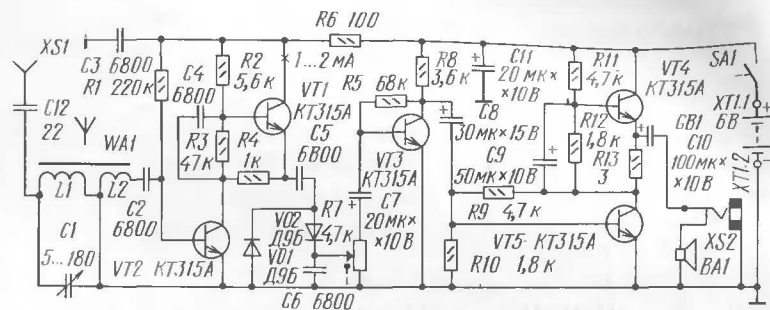 R6 100
XS1
C3 6800
R1 220к
R2
5,6к
1...2 мА
C4
6800
VT1
КТ315А
R5
68к
R8
3,6к
C11
20 мк×
×10В
R11
4,7к
VT4
КТ315А
SA1
XT1.1
6В
GB1
XT1.2
C12
22
WA1
L1
L2
C2
6800
C1
5...180
R3
47к
R4
1к
C5
6800
VT2 КТ315А
VD2
Д9Б
VD1
Д9Б
C6 6800
R7
4,7к
VT3
КТ315А
C7
20мк×
×10В
C8
30мк×15В
C9
50мк×10В
R9 4,7к
R10 1,8к
R12
1,8к
R13
3
VT5 КТ315А
C10
100мк×
×10В
XS2
BA1